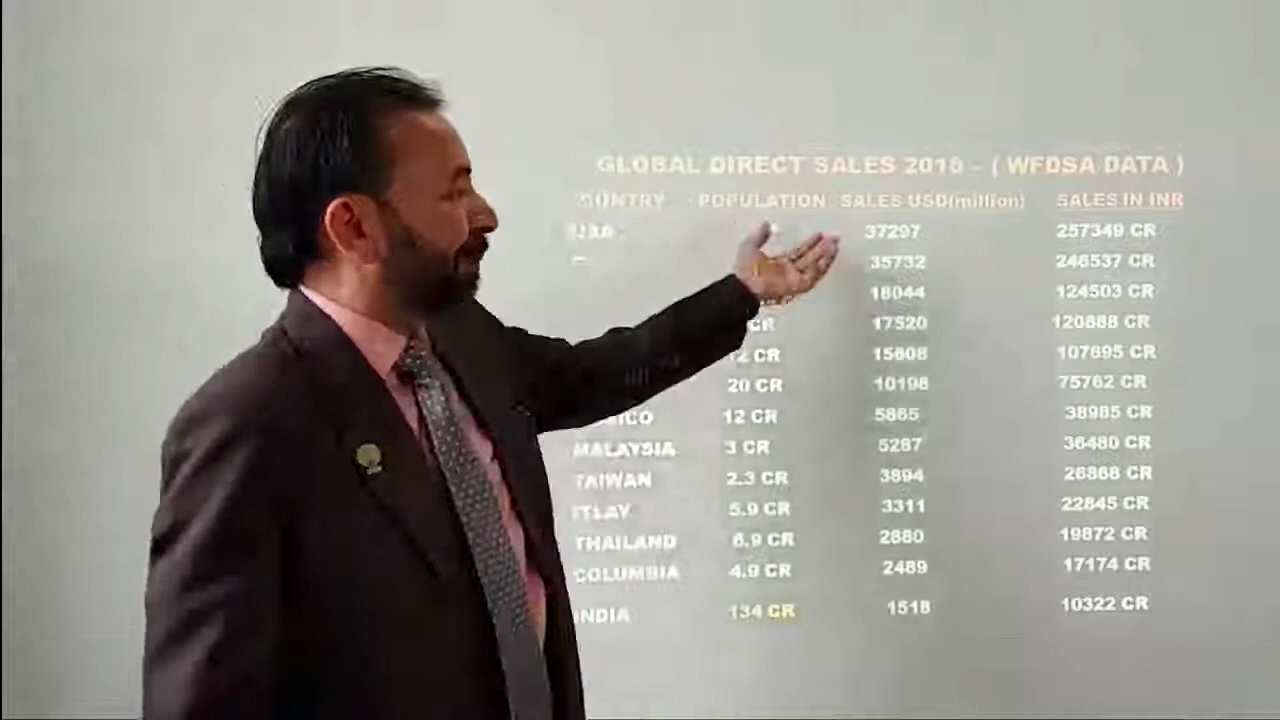 GLOBAL DIRECT SALES 2018 – ( WFDSA DATA )
COUNTRY POPULATION SALES USD(million) SALES IN INR
USA 37297 257349 CR
35732 246537 CR
18044 124503 CR
CR 17520 120888 CR
12 CR 15608 107695 CR
20 CR 10198 75762 CR
12 CR 5865 38985 CR
MALAYSIA 3 CR 5287 36480 CR
TAIWAN 2.3 CR 3894 26868 CR
ITLAY 5.9 CR 3311 22845 CR
THAILAND 6.9 CR 2880 19872 CR
COLUMBIA 4.9 CR 2489 17174 CR
INDIA 134 CR 1518 10322 CR